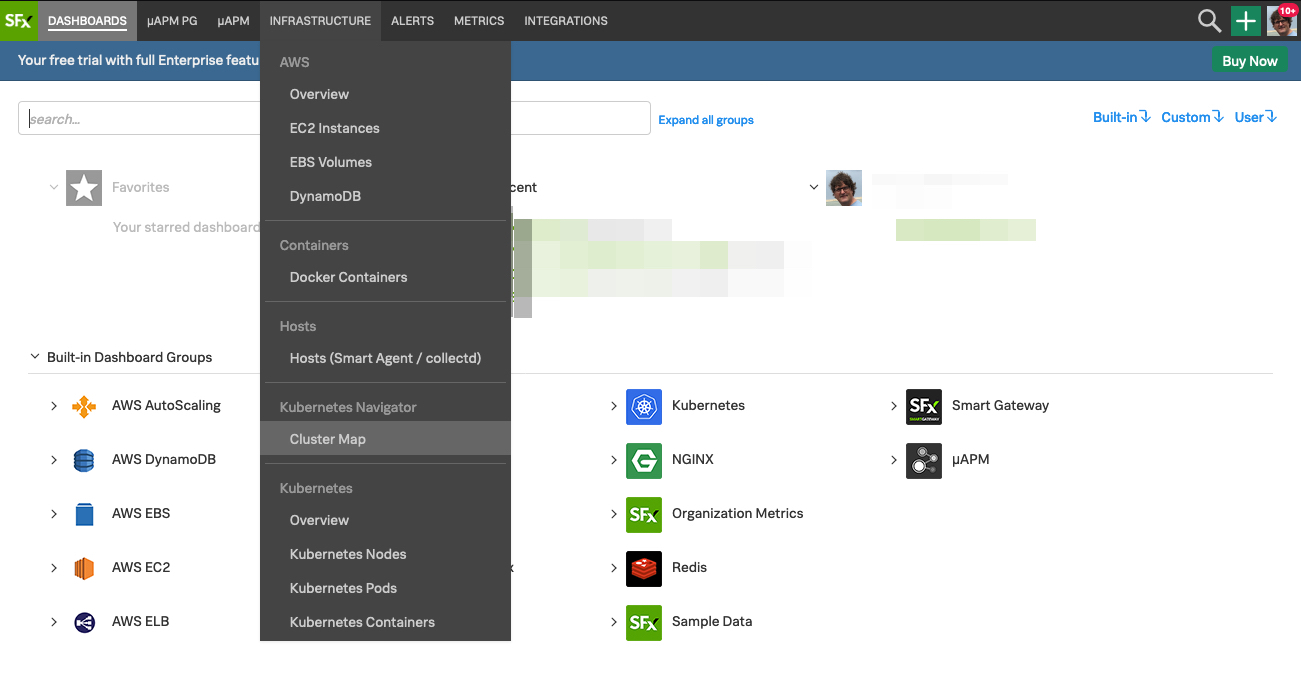 SFx DASHBOARDS µAPM PG µAPM INFRASTRUCTURE ALERTS METRICS INTEGRATIONS 10+
Your free trial with full Enterprise featu
Buy Now
search...
Expand all groups
Built-in Custom User
AWS
Overview
EC2 Instances
EBS Volumes
DynamoDB
Containers
Docker Containers
Hosts
Hosts (Smart Agent / collectd)
Kubernetes Navigator
Cluster Map
Kubernetes
Overview
Kubernetes Nodes
Kubernetes Pods
Kubernetes Containers
Favorites
Your starred dashboard
cent
Built-in Dashboard Groups
AWS AutoScaling
AWS DynamoDB
AWS EBS
AWS EC2
AWS ELB
Kubernetes
NGINX
SFx Organization Metrics
Redis
SFx Sample Data
SFx SMARTGATEWAY Smart Gateway
µAPM